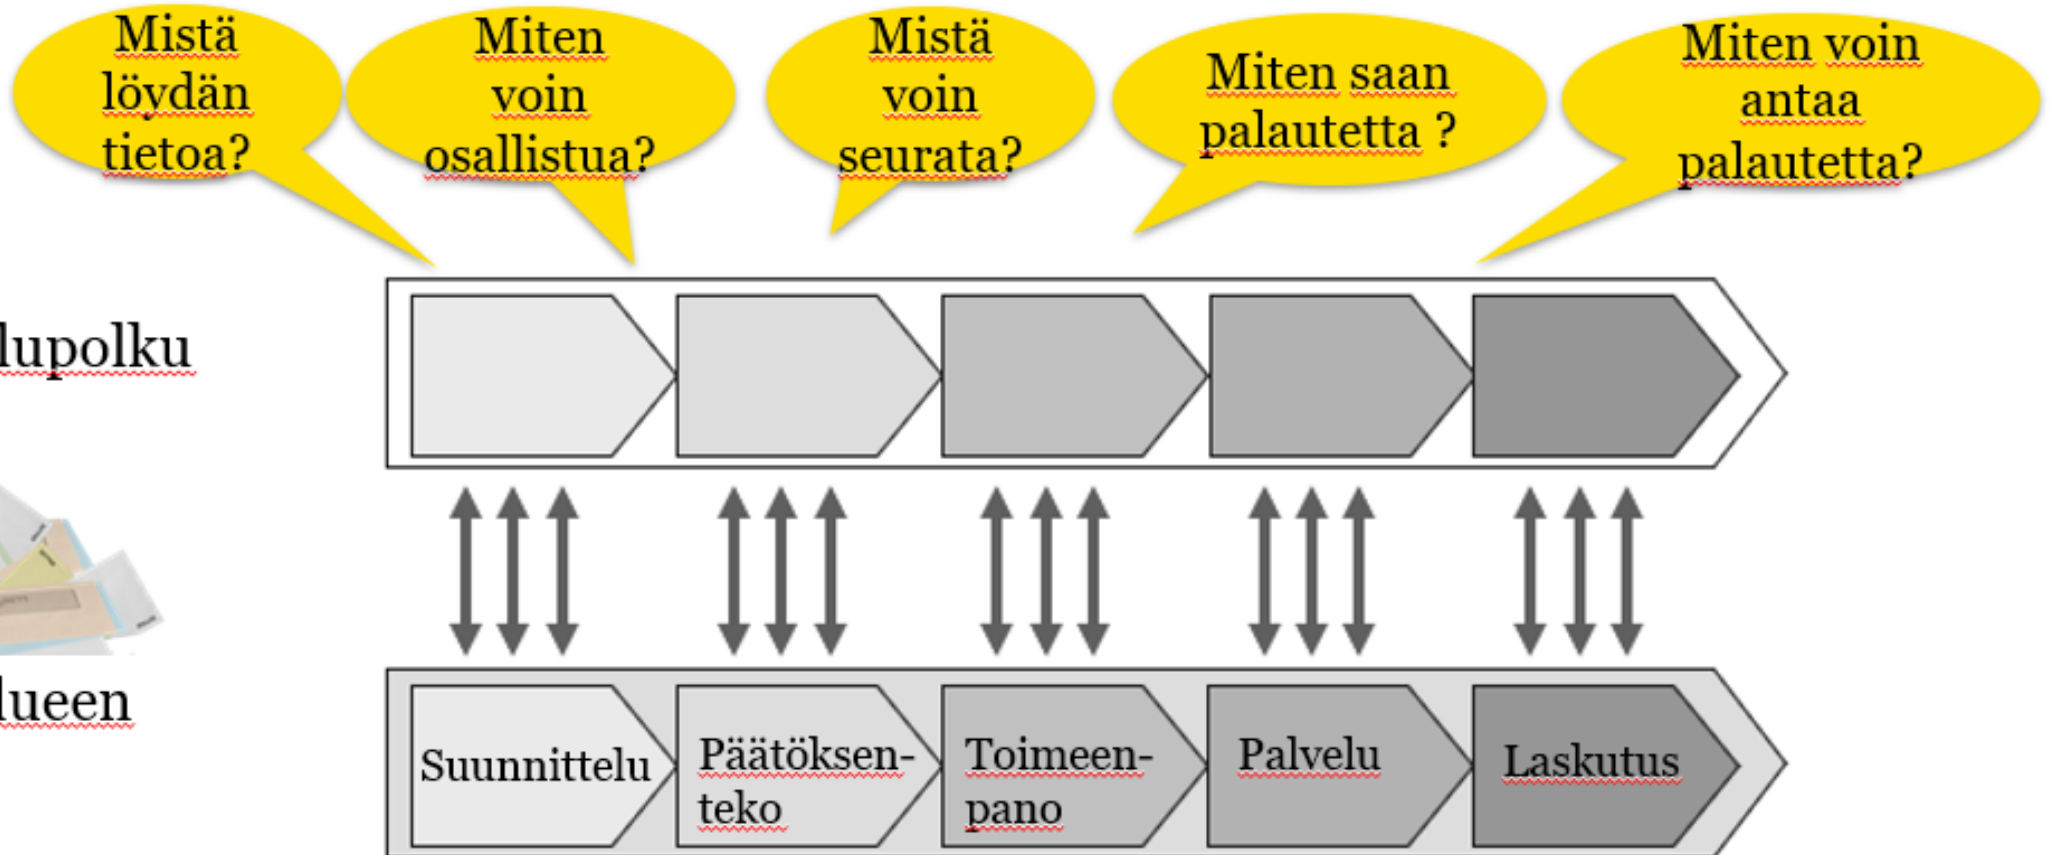 Mistä
löydän
tietoa?
Miten
voin
osallistua?
Mistä
voin
seurata?
Miten saan
palautetta ?
Miten voin
antaa
palautetta?
lupolku
lueen
Suunnittelu
Päätöksen-
teko
Toimeen-
pano
Palvelu
Laskutus